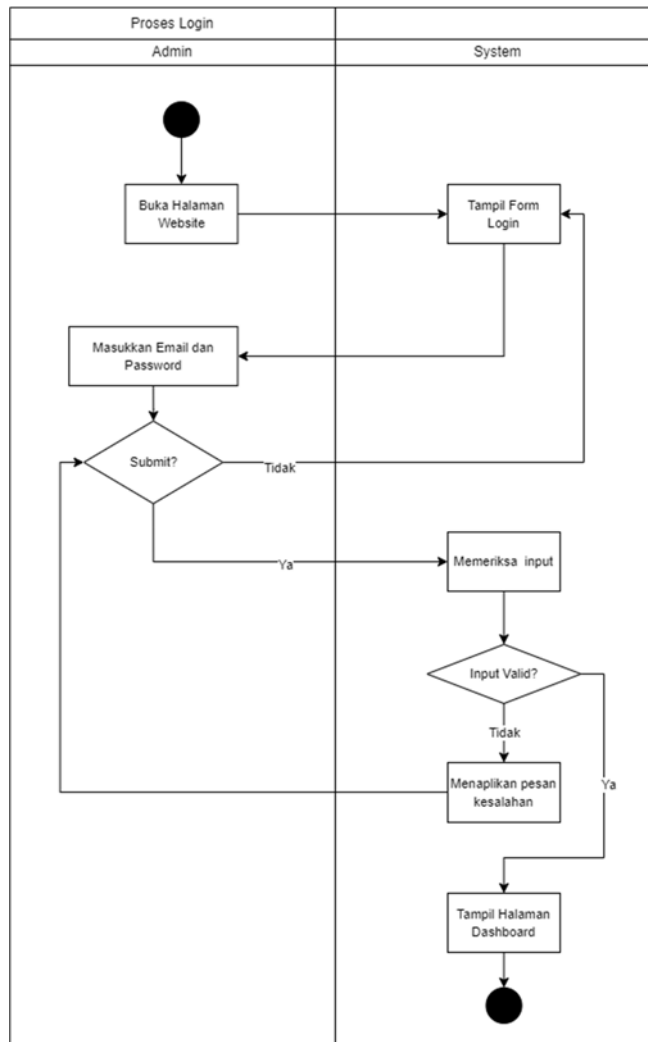 Proses Login
Admin
System
Buka Halaman
Website
Tampil Form
Login
Masukkan Email dan
Password
Submit?
Tidak
Ya
Memeriksa input
Input Valid?
Tidak
Ya
Menaplikan pesan
kesalahan
Tampil Halaman
Dashboard